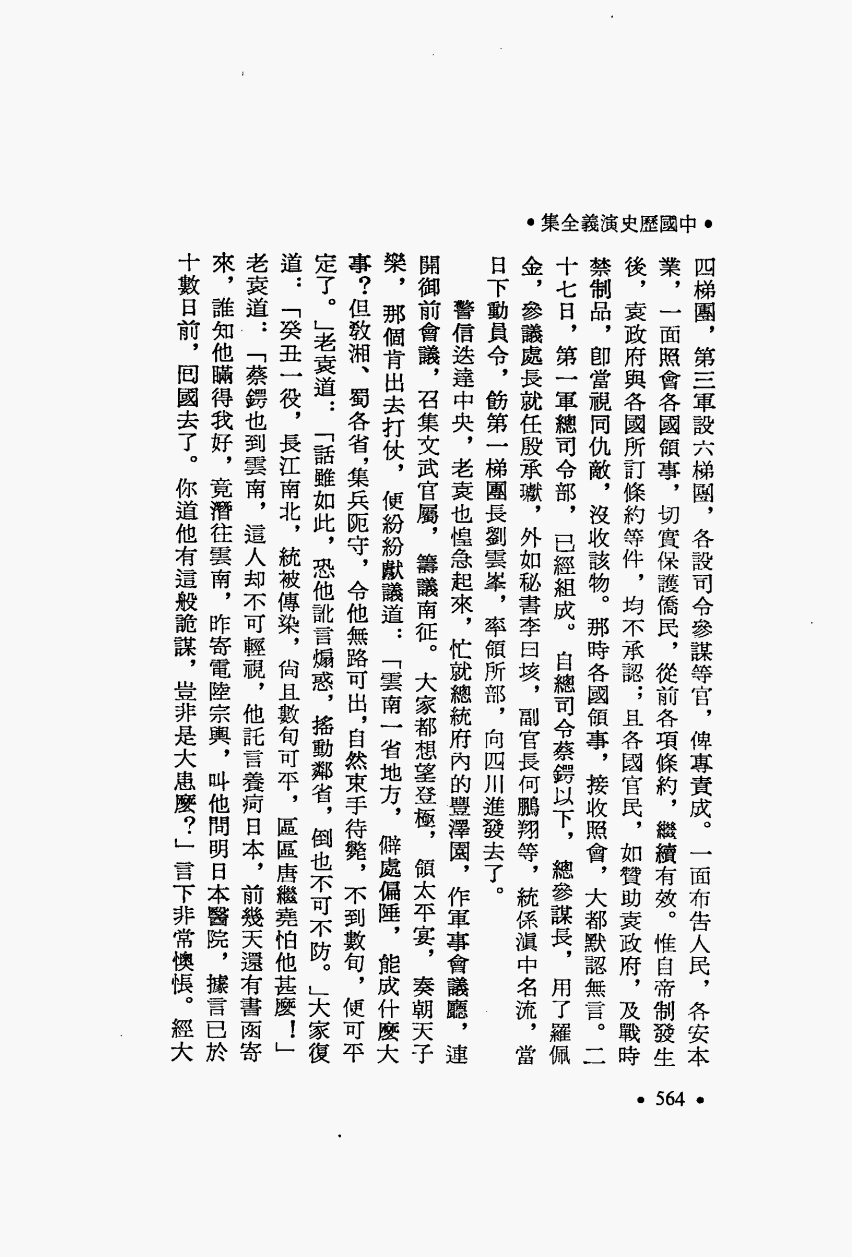 •中國歷史演義全集•
四梯團，第三軍設六梯團，各設司令參謀等官，俾專責成。一面布告人民，各安本
業，一面照會各國領事，切實保護僑民，從前各項條約，繼續有效。惟自帝制發生
後，袁政府與各國所訂條約等件，均不承認；且各國官民，如贊助袁政府，及戰時
禁制品，卽當視同仇敵，沒收該物。那時各國領事，接收照會，大都默認無言。二
十七日，第一軍總司令部，已經組成。自總司令蔡鍔以下，總參謀長，用了羅佩
金，參議處長就任殷承瓛，外如秘書李曰垓，副官長何鵬翔等，統係滇中名流，當
日下動員令，飭第一梯團長劉雲峯，率領所部，向四川進發去了。
警信迭達中央，老袁也惶急起來，忙就總統府內的豐澤園，作軍事會議廳，連
開御前會議，召集文武官屬，籌議南征。大家都想望登極，領太平宴，奏朝天子
樂，那個肯出去打仗，便紛紛獻議道：「雲南一省地方，僻處偏陲，能成什麼大
事？但敎湘、蜀各省，集兵阨守，令他無路可出，自然束手待斃，不到數旬，便可平
定了。」老袁道：「話雖如此，恐他訛言煽惑，搖動鄰省，倒也不可不防。」大家復
道：「癸丑一役，長江南北，統被傳染，尙且數旬可平，區區唐繼堯怕他甚麼！」
老袁道：「蔡鍔也到雲南，這人却不可輕視，他託言養疴日本，前幾天還有書函寄
來，誰知他瞞得我好，竟潛往雲南，昨寄電陸宗輿，叫他問明日本醫院，據言已於
十數日前，囘國去了。你道他有這般詭謀，豈非是大患麼？」言下非常懊悵。經大
•564•